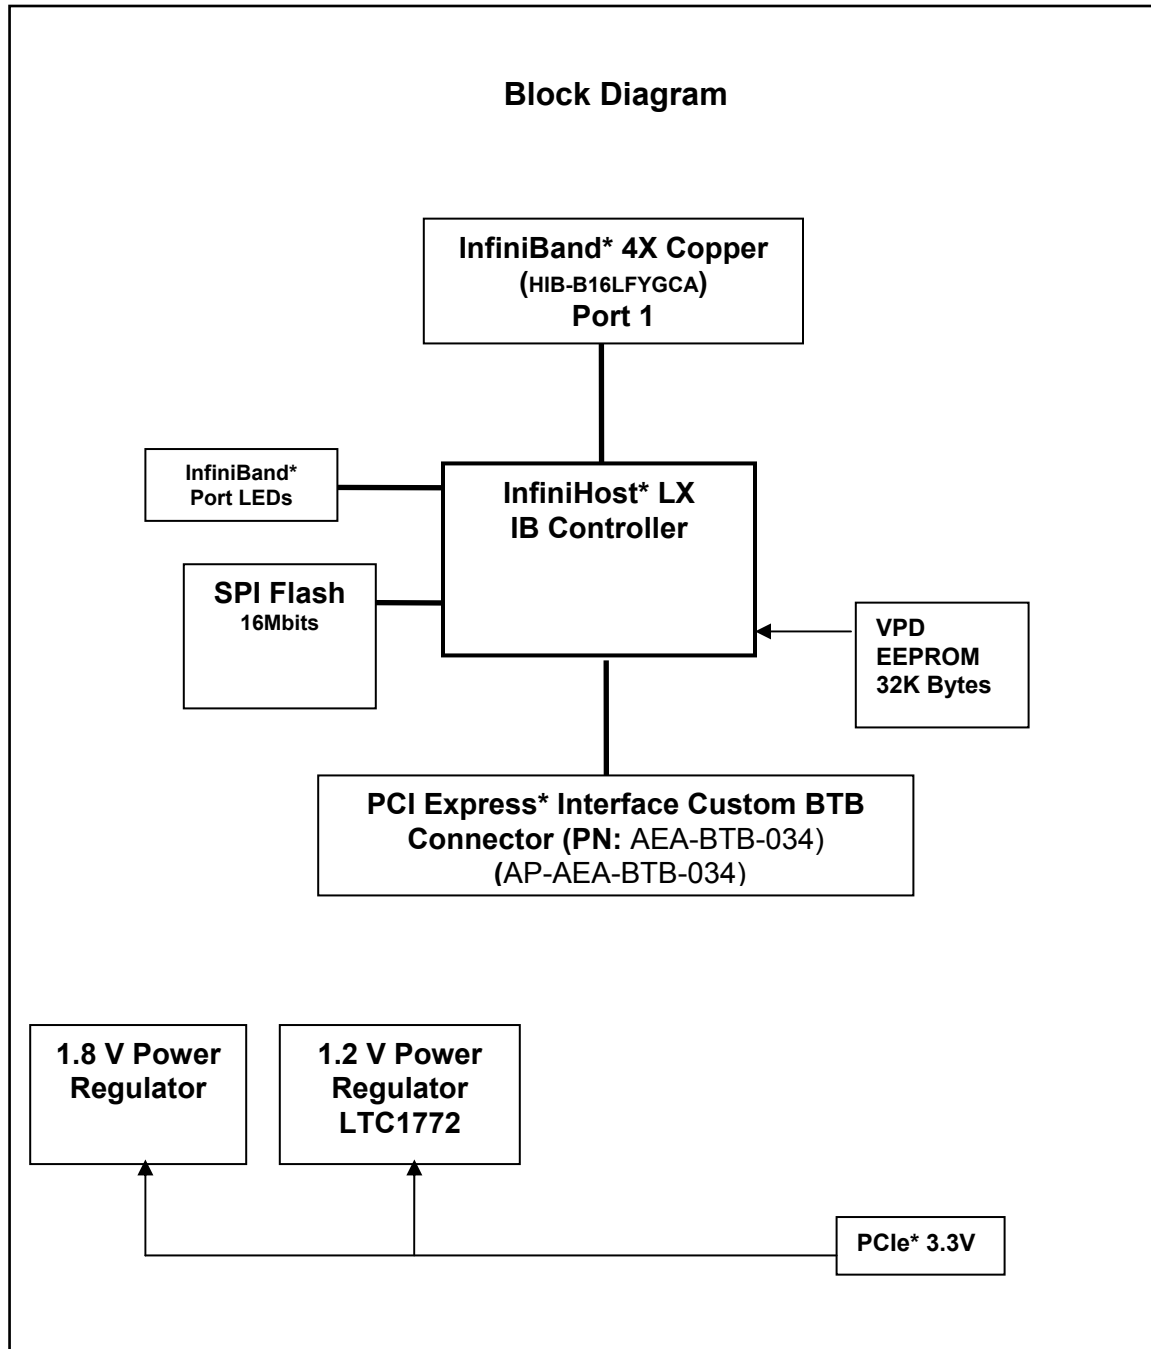 Block Diagram
InfiniBand* 4X Copper
(HIB-B16LFYGCA)
Port 1
InfiniBand*
Port LEDs
InfiniHost* LX
IB Controller
SPI Flash
16Mbits
VPD
EEPROM
32K Bytes
PCI Express* Interface Custom BTB
Connector (PN: AEA-BTB-034)
(AP-AEA-BTB-034)
1.8 V Power
Regulator
1.2 V Power
Regulator
LTC1772
PCIe* 3.3V